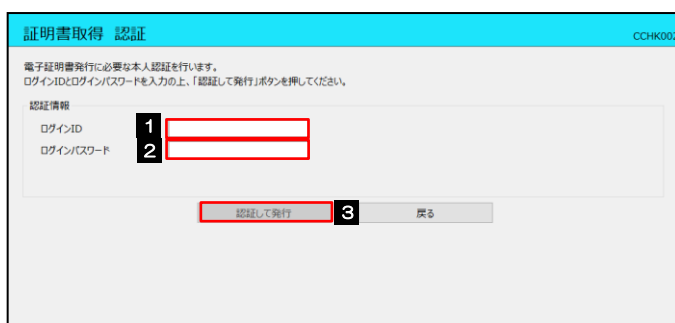 証明書取得 認証
CCHK002
電子証明書発行に必要な本人認証を行います。
ログインIDとログインパスワードを入力の上、「認証して発行」ボタンを押してください。
認証情報
ログインID 1
ログインパスワード 2
認証して発行 3 戻る